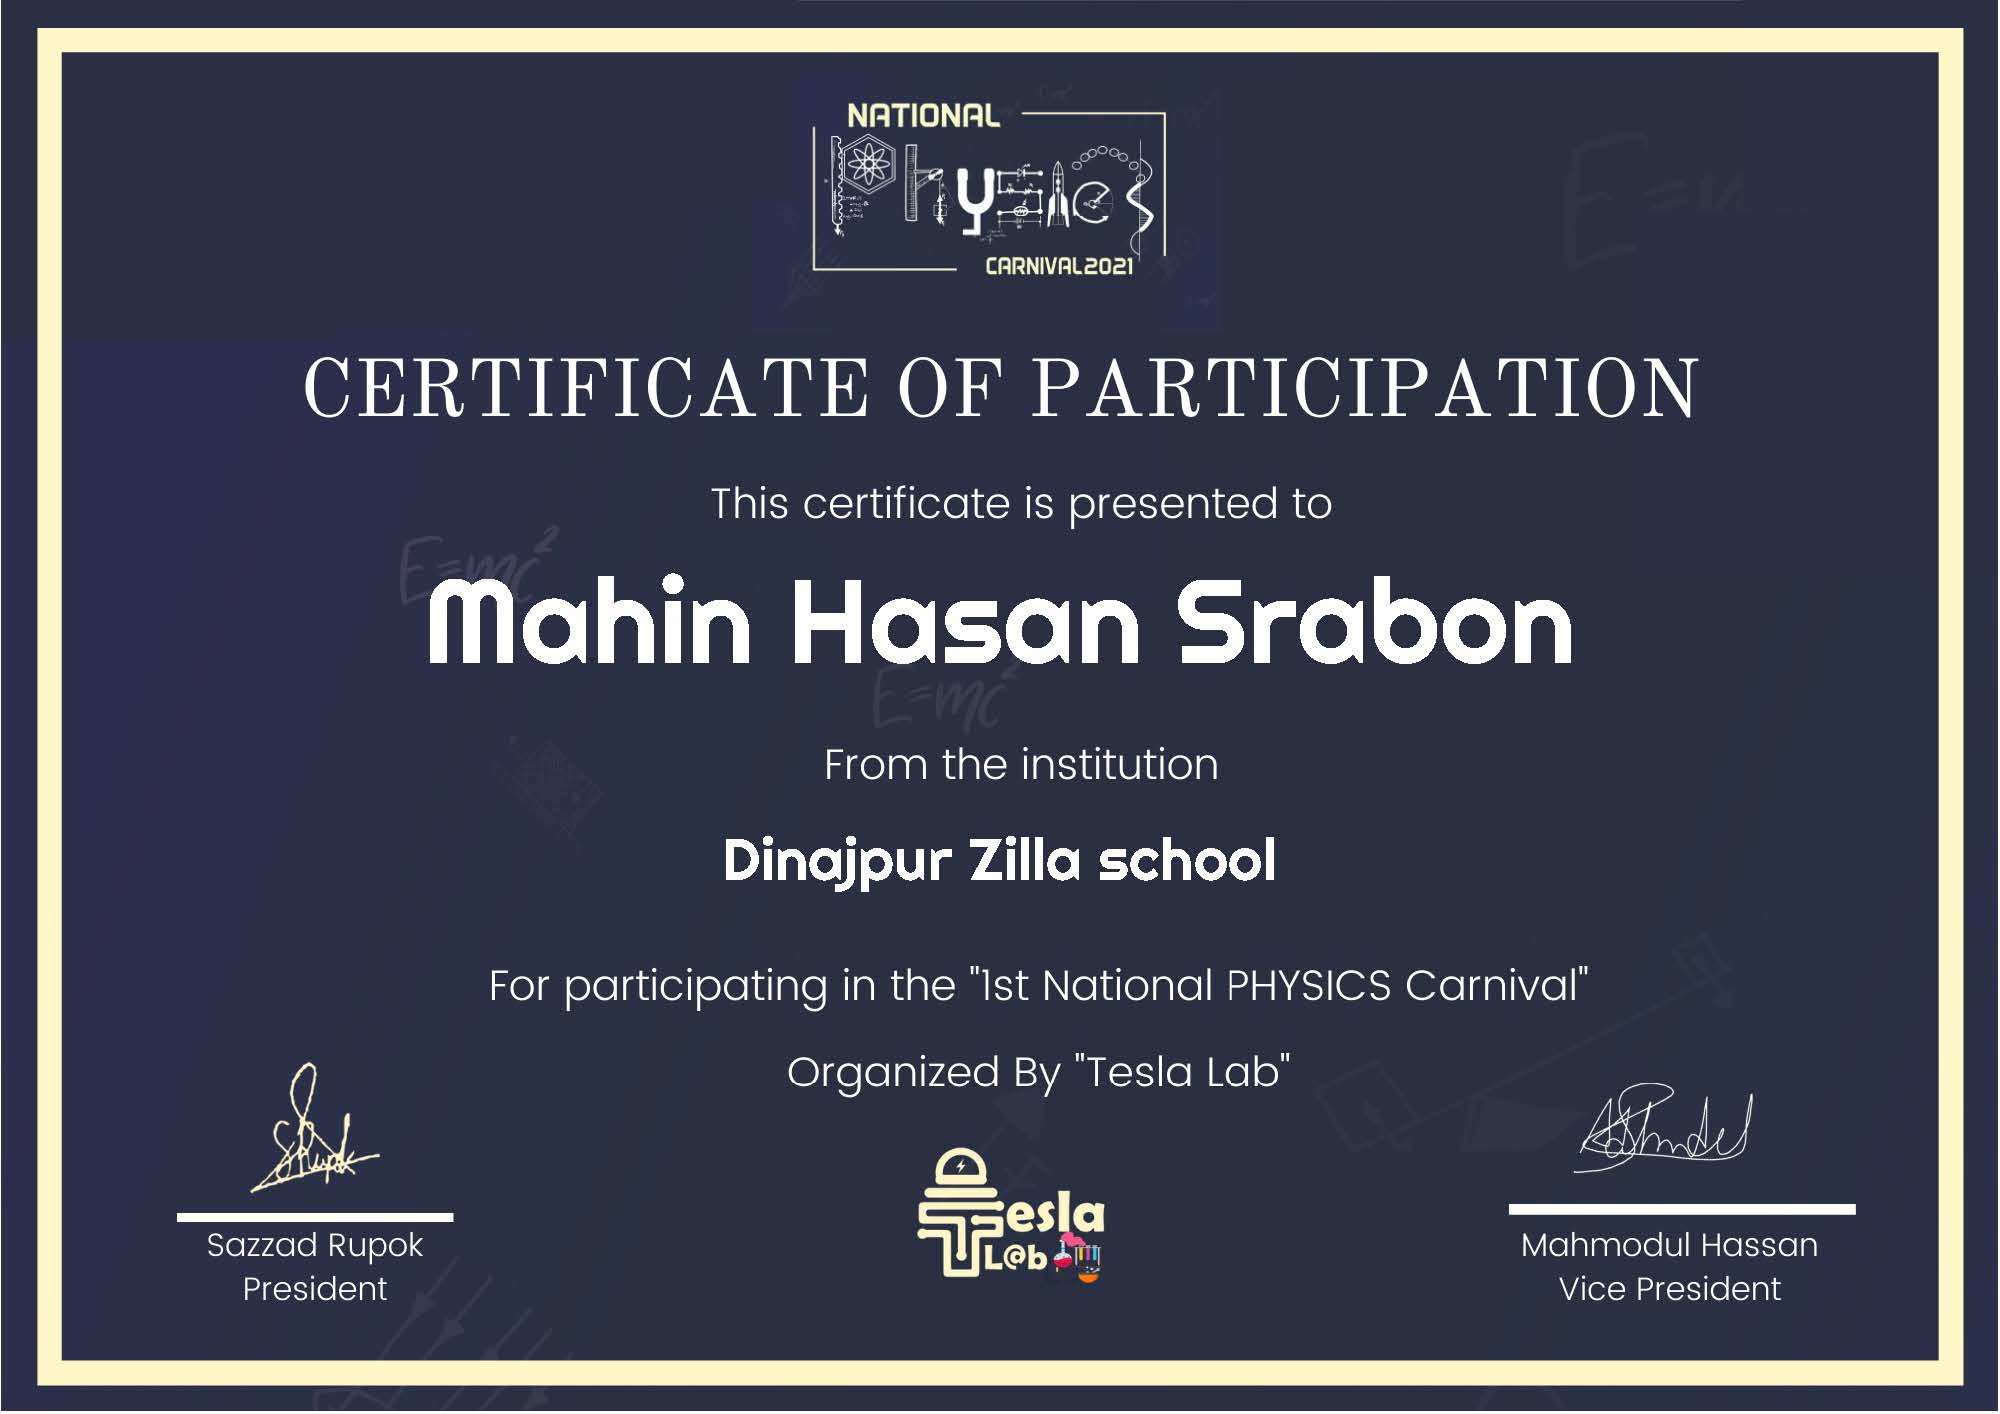 NATIONAL
Physics
CARNIVAL2021
CERTIFICATE OF PARTICIPATION
This certificate is presented to
E=mc²
Mahin Hasan Srabon
E=mc²
From the institution
Dinajpur Zilla school
For participating in the "1st National PHYSICS Carnival"
Organized By "Tesla Lab"
Tesla
L@b
Sazzad Rupok
President
Mahmodul Hassan
Vice President